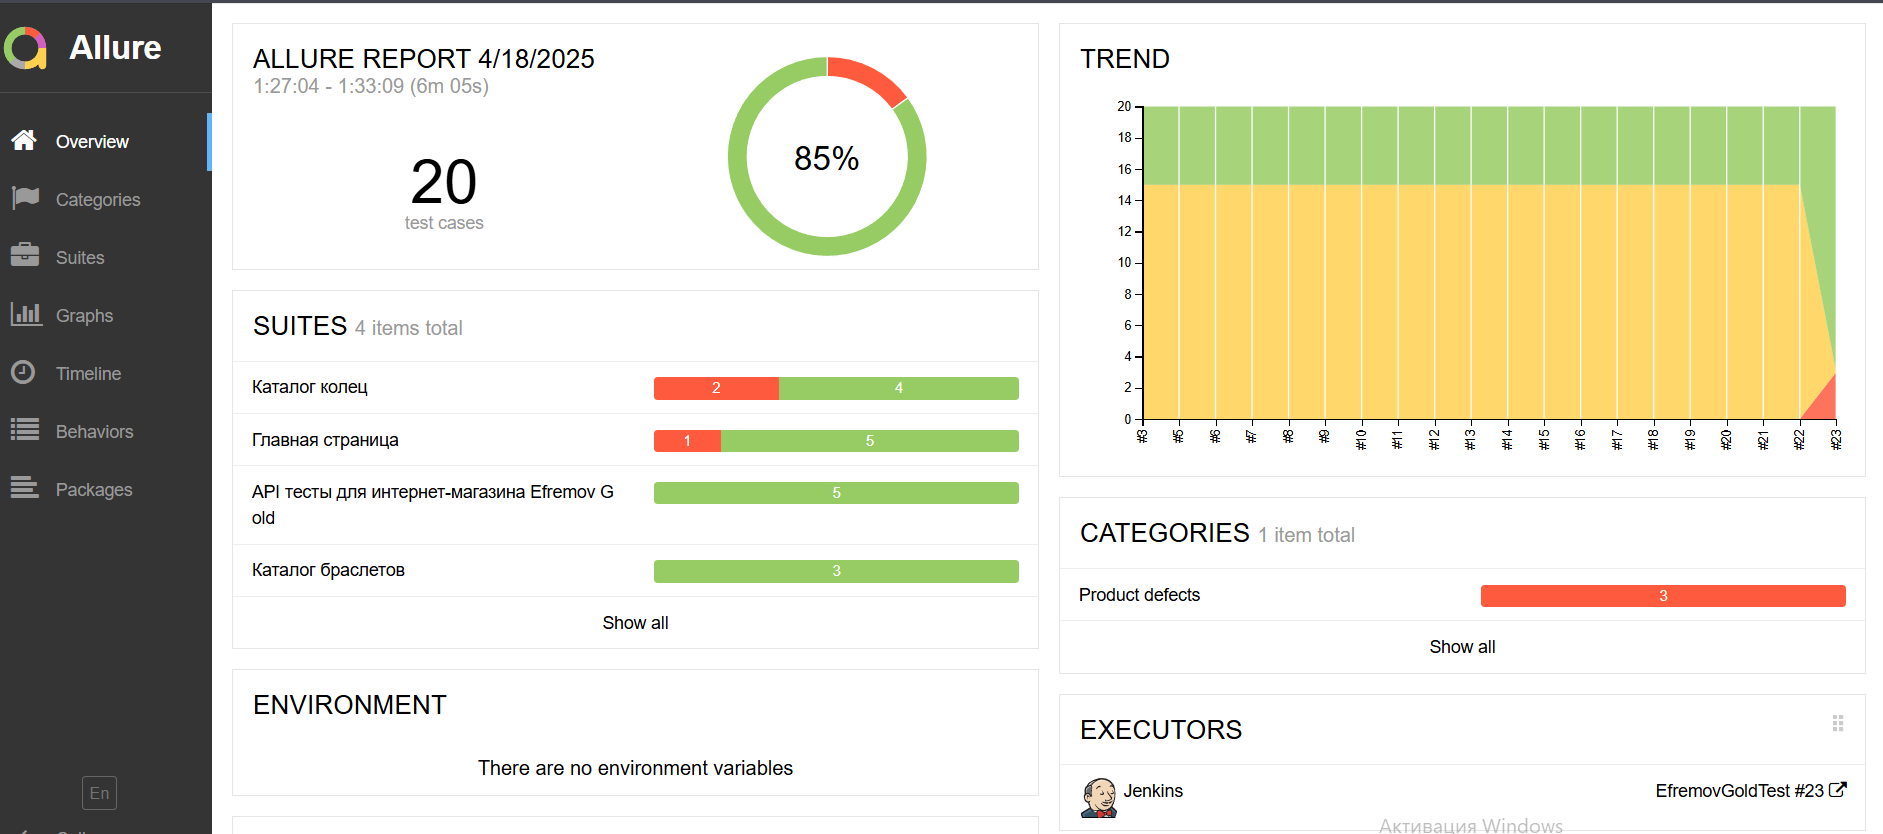 Allure
Overview
Categories
Suites
Graphs
Timeline
Behaviors
Packages
En
ALLURE REPORT 4/18/2025
1:27:04 - 1:33:09 (6m 05s)
20
test cases
85%
SUITES 4 items total
Каталог колец 2 4
Главная страница 1 5
API тесты для интернет-магазина Efremov G
old
5
Каталог браслетов 3
Show all
ENVIRONMENT
There are no environment variables
TREND
20
18
16
14
12
10
8
6
4
2
0
#3 #5 #6 #7 #8 #9 #10 #11 #12 #13 #14 #15 #16 #17 #18 #19 #20 #21 #22 #23
CATEGORIES 1 item total
Product defects 3
Show all
EXECUTORS
Jenkins EfremovGoldTest #23
Активация Windows